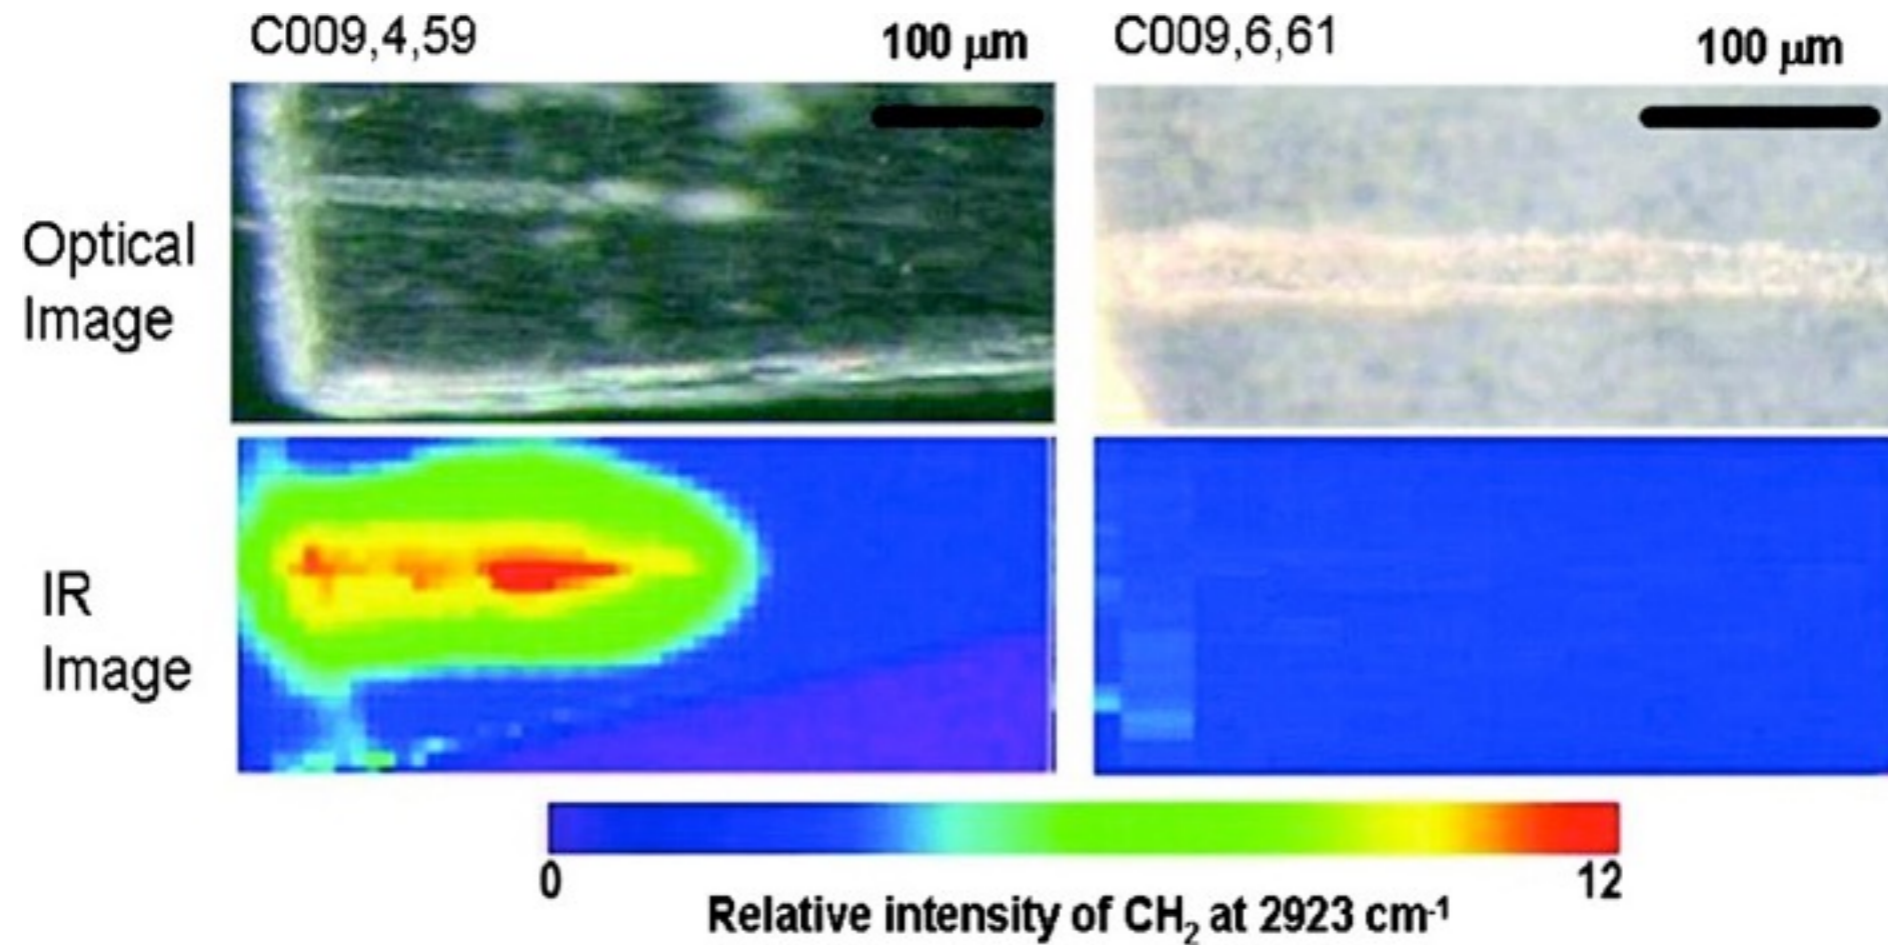 C009,4,59
100 μm
C009,6,61
100 μm
Optical
Image
IR
Image
0
12
Relative intensity of CH₂ at 2923 cm⁻¹